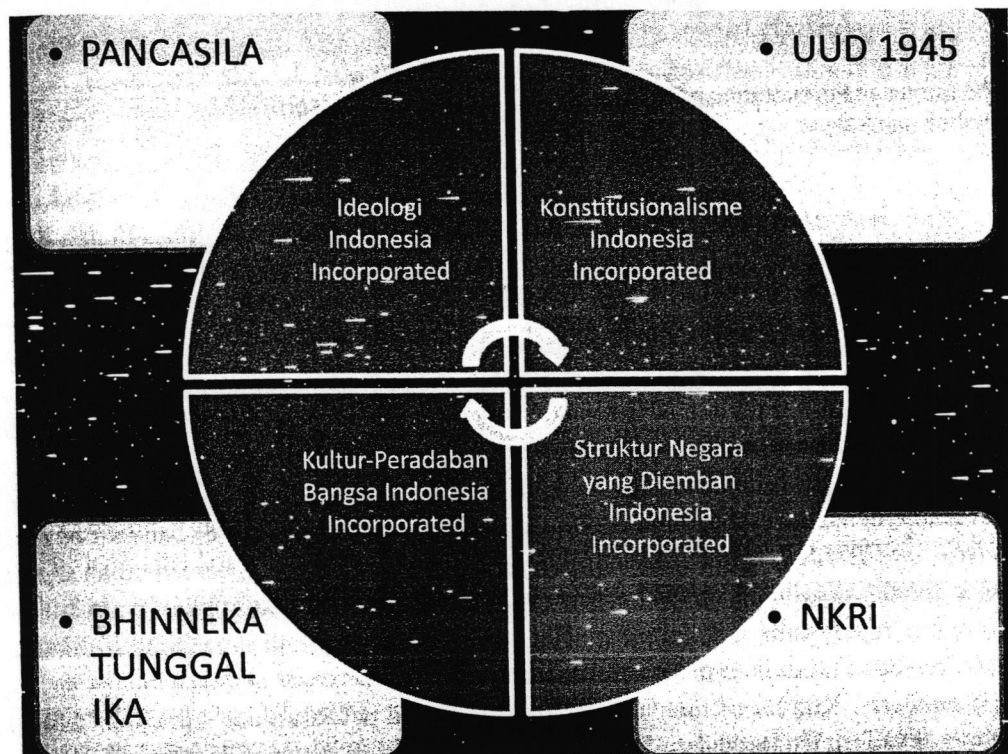 • PANCASILA
• UUD 1945
Ideologi
Indonesia
Incorporated
Konstitusionalisme
Indonesia
Incorporated
Kultur-Peradaban
Bangsa Indonesia
Incorporated
Struktur Negara
yang Diemban
Indonesia
Incorporated
• BHINNEKA
TUNGGAL
IKA
• NKRI